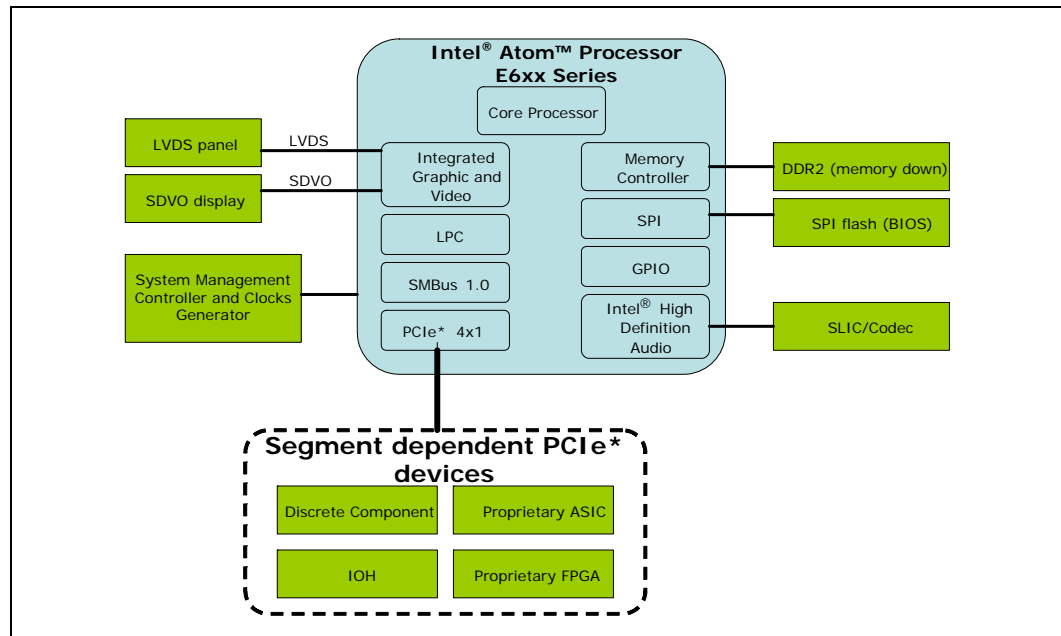 Intel® Atom™ Processor
E6xx Series
Core Processor
LVDS panel
LVDS
SDVO display
SDVO
Integrated
Graphic and
Video
LPC
SMBus 1.0
PCIe* 4x1
System Management
Controller and Clocks
Generator
Memory
Controller
SPI
GPIO
Intel® High
Definition
Audio
DDR2 (memory down)
SPI flash (BIOS)
SLIC/Codec
Segment dependent PCIe*
devices
Discrete Component
Proprietary ASIC
IOH
Proprietary FPGA